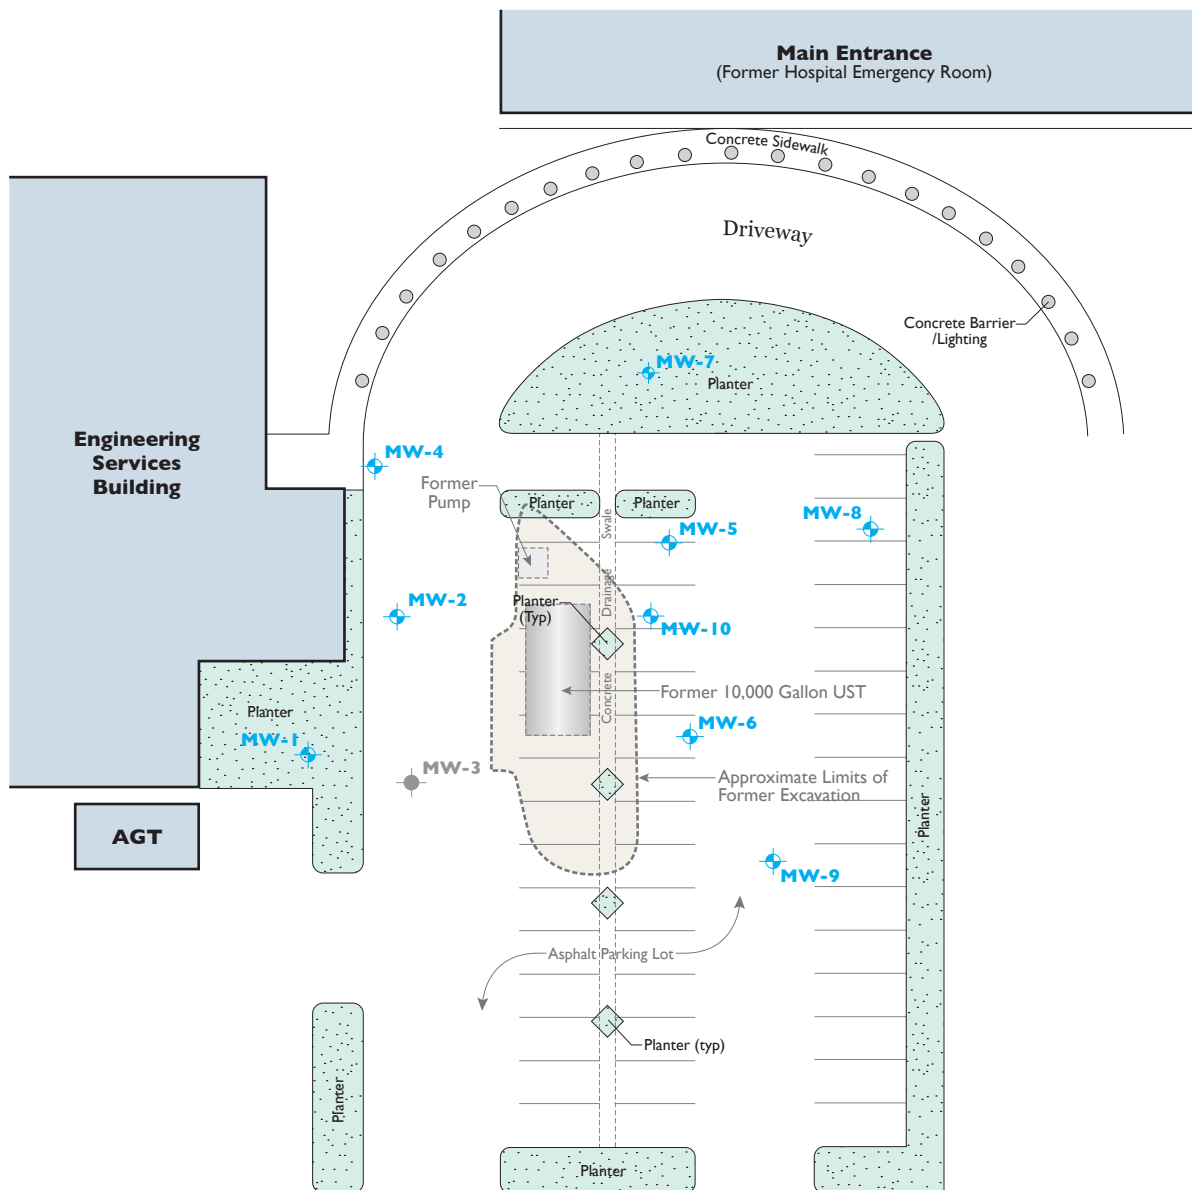 Main Entrance
(Former Hospital Emergency Room)
Concrete Sidewalk
Driveway
Concrete Barrier
/Lighting
MW-7
Planter
Engineering
Services
Building
MW-4
Former
Pump
Planter
Planter
MW-8
MW-5
Concrete Drainage Swale
MW-2
Planter
(Typ)
MW-10
Former 10,000 Gallon UST
Planter
MW-1
MW-6
MW-3
Approximate Limits of
Former Excavation
Planter
AGT
MW-9
Asphalt Parking Lot
Planter (typ)
Planter
Planter